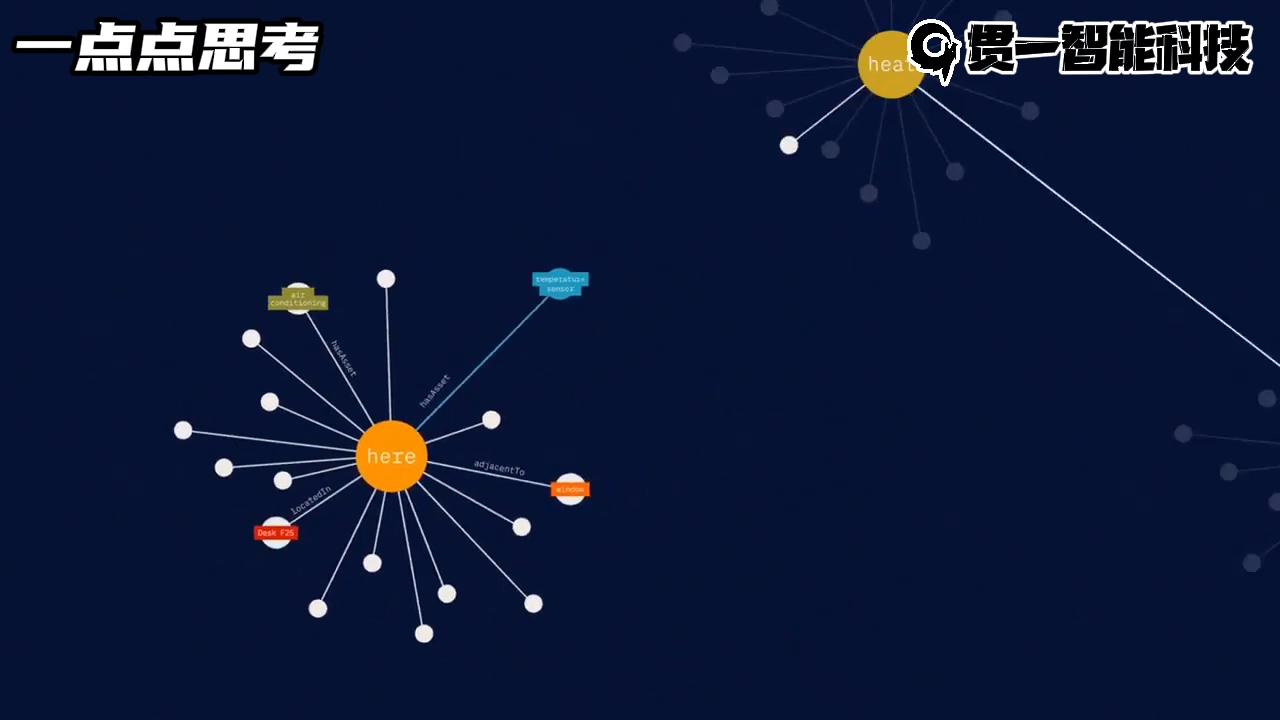 一点点思考
贯一智能科技
heat
air
conditioning
temperature
sensor
hasAsset
hasAsset
here
adjacentTo
window
locatedIn
Desk F2S